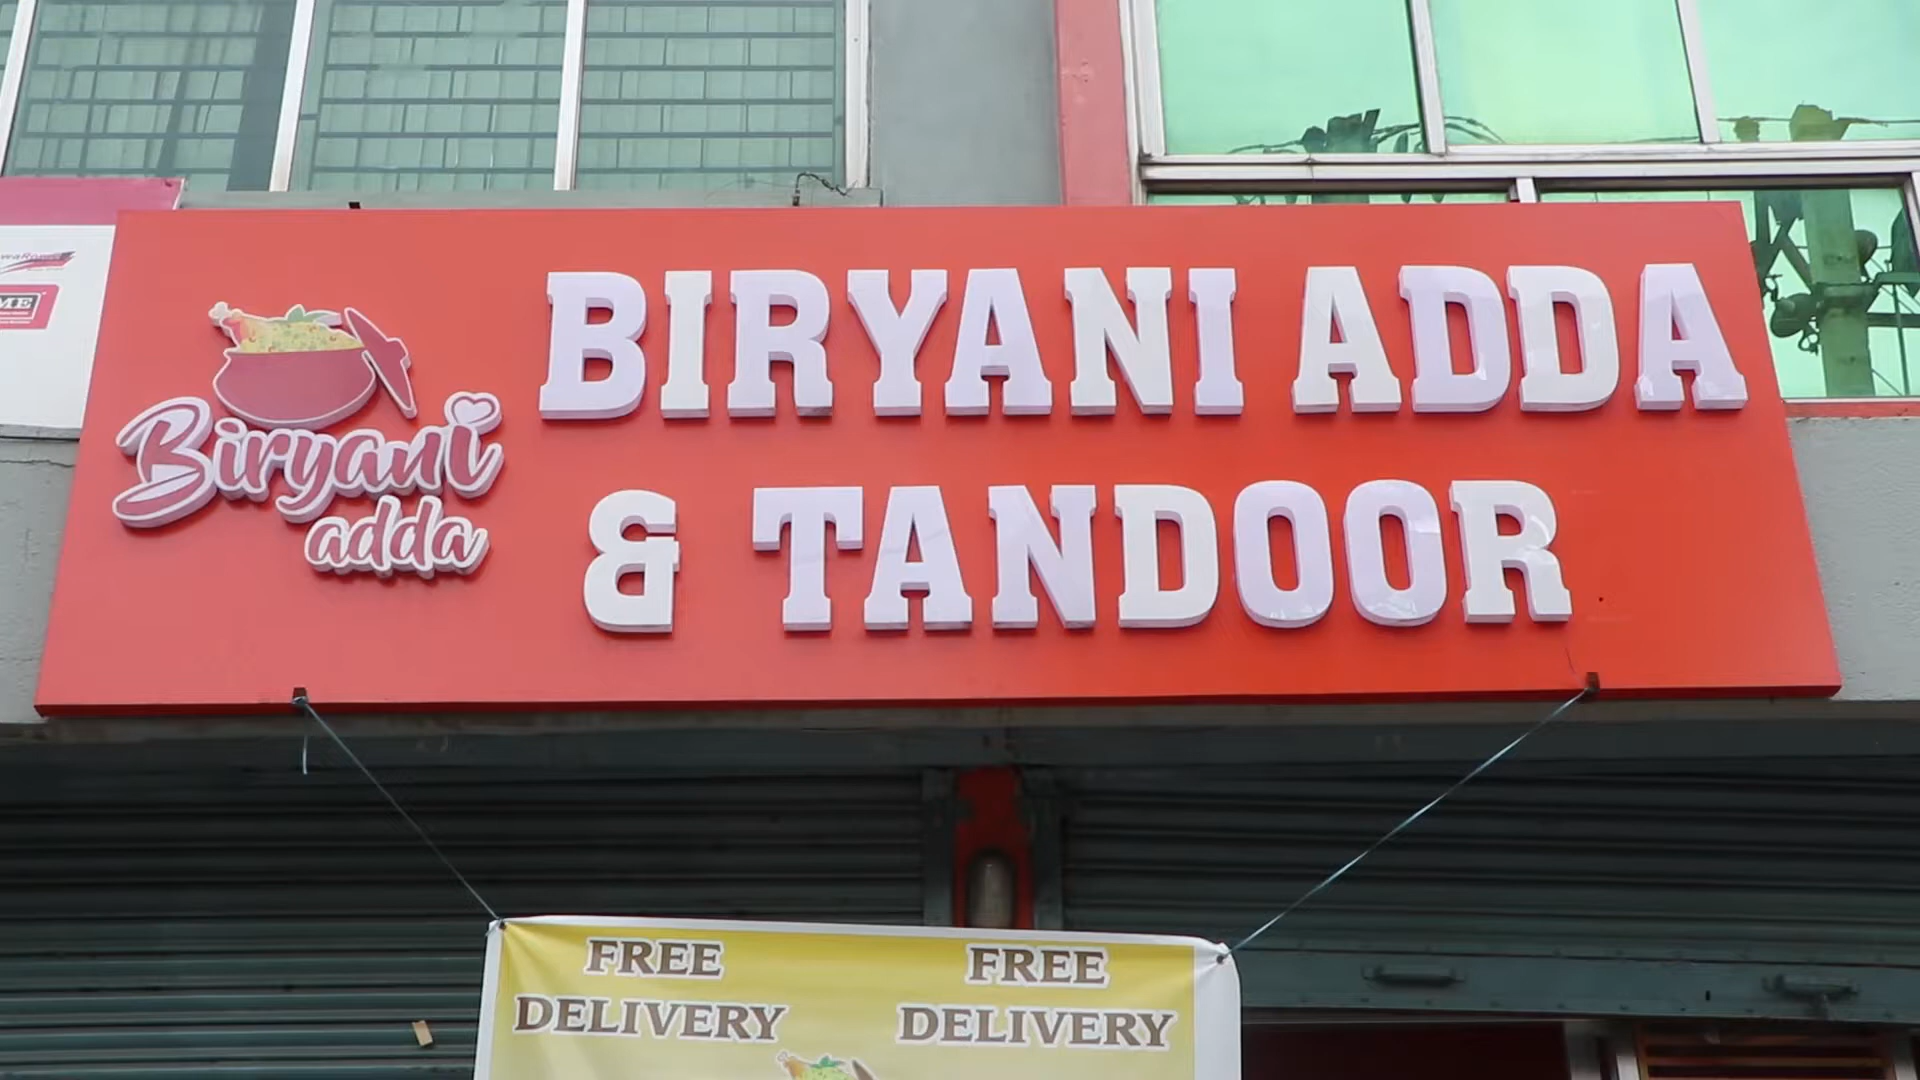 BIRYANI ADDA
& TANDOOR
Biryani
adda
FREE
DELIVERY
FREE
DELIVERY